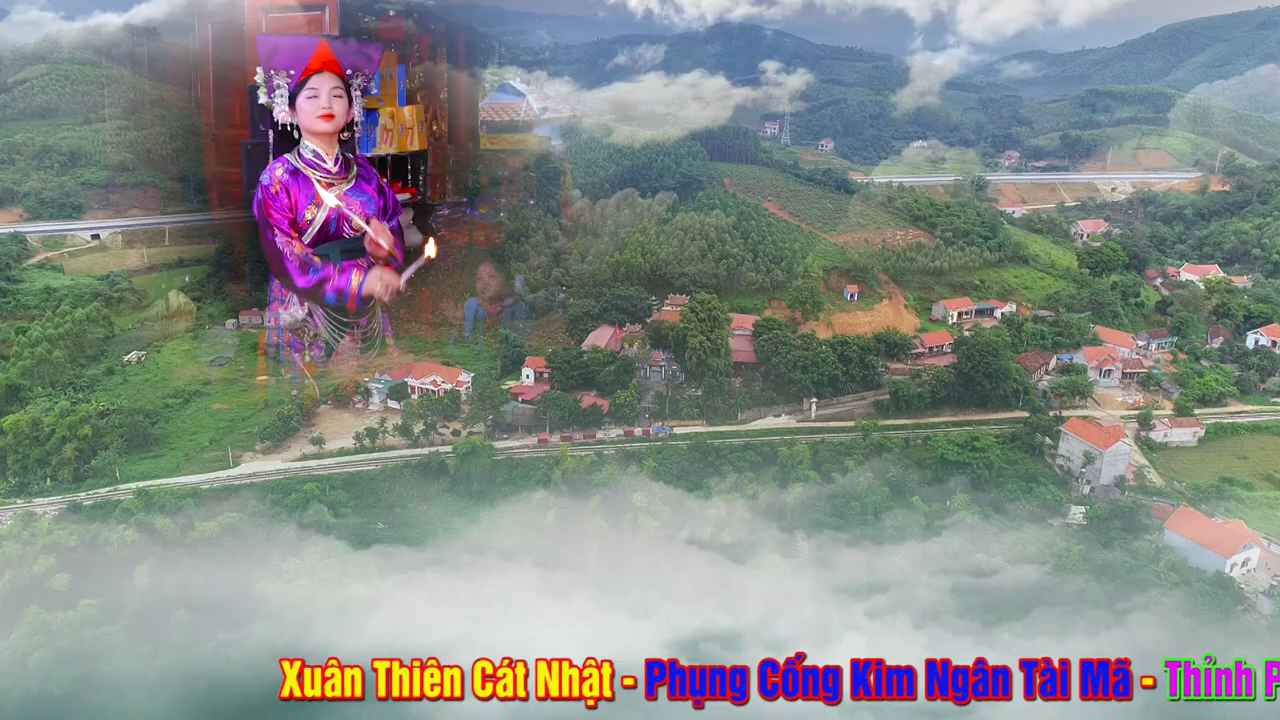 Xuân Thiên Cát Nhật - Phụng Cống Kim Ngân Tài Mã - Thỉnh P